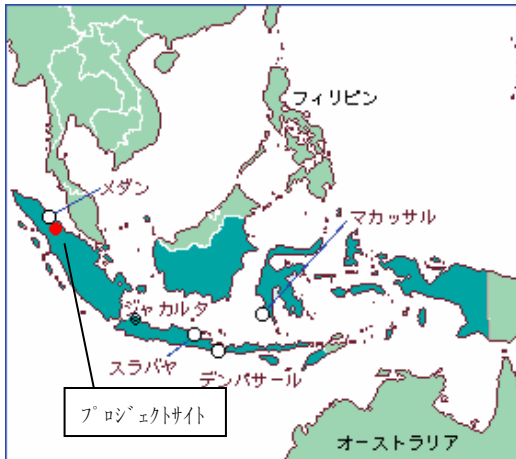 フィリピン
メダン
マカッサル
ジャカルタ
スラバヤ
デンパサール
プロジェクトサイト
オーストラリア